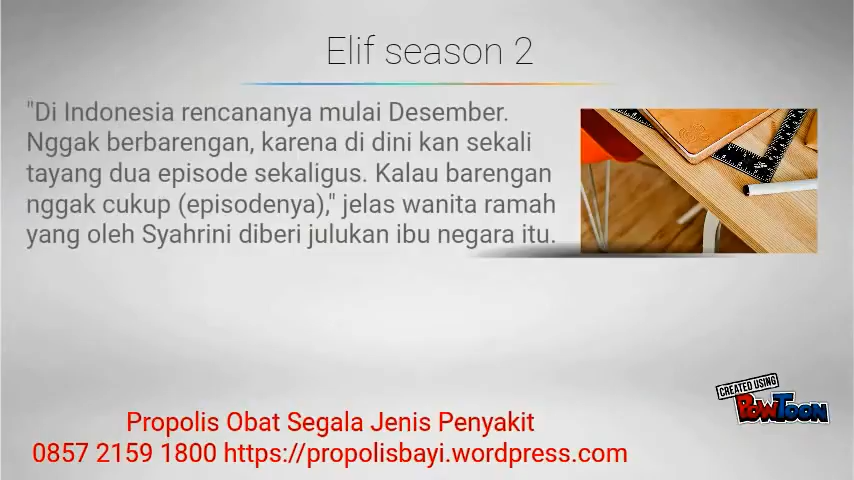 Elif season 2
"Di Indonesia rencananya mulai Desember.
Nggak berbarengan, karena di dini kan sekali
tayang dua episode sekaligus. Kalau barengan
nggak cukup (episodenya)," jelas wanita ramah
yang oleh Syahrini diberi julukan ibu negara itu.
CREATED USING
POWTOON
Propolis Obat Segala Jenis Penyakit
0857 2159 1800 https://propolisbayi.wordpress.com